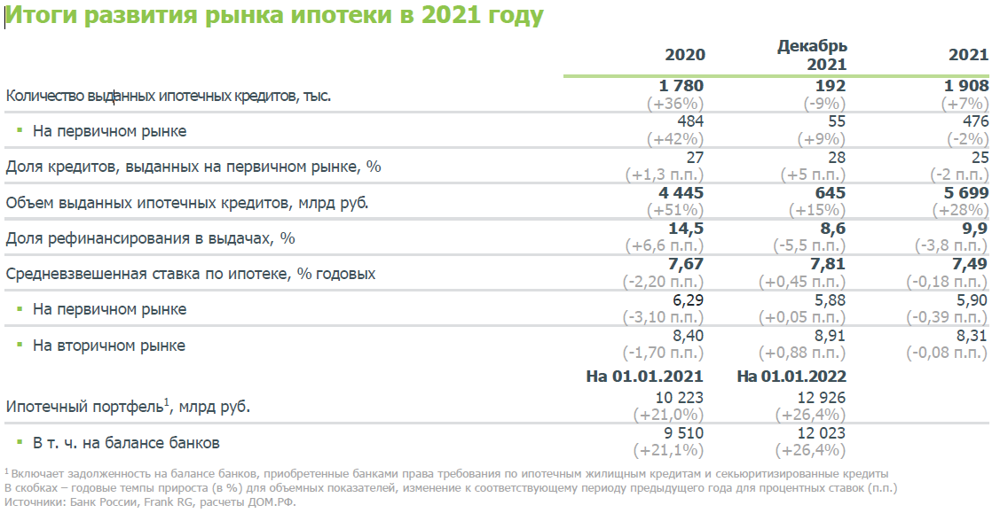 Итоги развития рынка ипотеки в 2021 году
2020 Декабрь 2021 2021
Количество выданных ипотечных кредитов, тыс. 1 780 192 1 908
(+36%) (-9%) (+7%)
▪ На первичном рынке 484 55 476
(+42%) (+9%) (-2%)
Доля кредитов, выданных на первичном рынке, % 27 28 25
(+1,3 п.п.) (+5 п.п.) (-2 п.п.)
Объем выданных ипотечных кредитов, млрд руб. 4 445 645 5 699
(+51%) (+15%) (+28%)
Доля рефинансирования в выдачах, % 14,5 8,6 9,9
(+6,6 п.п.) (-5,5 п.п.) (-3,8 п.п.)
Средневзвешенная ставка по ипотеке, % годовых 7,67 7,81 7,49
(-2,20 п.п.) (+0,45 п.п.) (-0,18 п.п.)
▪ На первичном рынке 6,29 5,88 5,90
(-3,10 п.п.) (+0,05 п.п.) (-0,39 п.п.)
▪ На вторичном рынке 8,40 8,91 8,31
(-1,70 п.п.) (+0,88 п.п.) (-0,08 п.п.)
На 01.01.2021 На 01.01.2022
Ипотечный портфель¹, млрд руб. 10 223 12 926
(+21,0%) (+26,4%)
▪ В т. ч. на балансе банков 9 510 12 023
(+21,1%) (+26,4%)
¹ Включает задолженность на балансе банков, приобретенные банками права требования по ипотечным жилищным кредитам и секьюритизированные кредиты
В скобках – годовые темпы прироста (в %) для объемных показателей, изменение к соответствующему периоду предыдущего года для процентных ставок (п.п.)
Источники: Банк России, Frank RG, расчеты ДОМ.РФ.